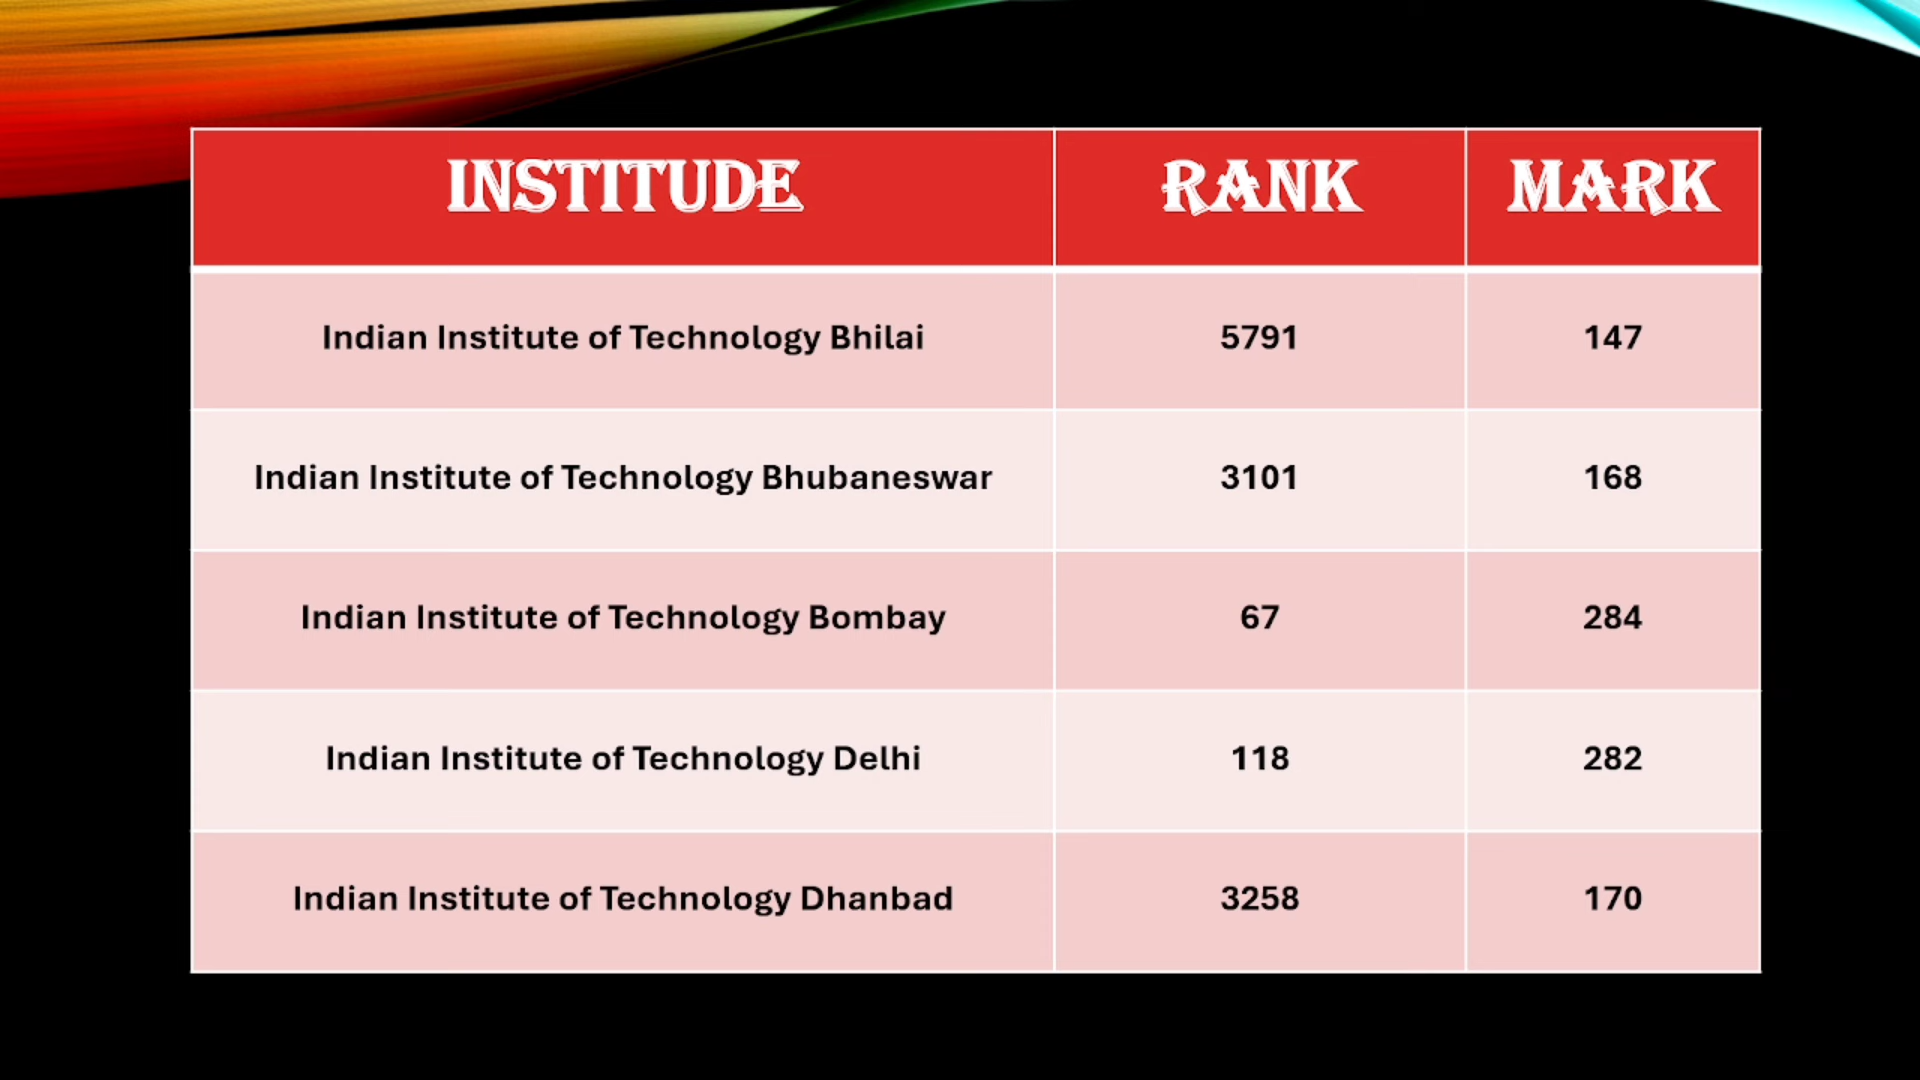 INSTITUDE RANK MARK
Indian Institute of Technology Bhilai 5791 147
Indian Institute of Technology Bhubaneswar 3101 168
Indian Institute of Technology Bombay 67 284
Indian Institute of Technology Delhi 118 282
Indian Institute of Technology Dhanbad 3258 170